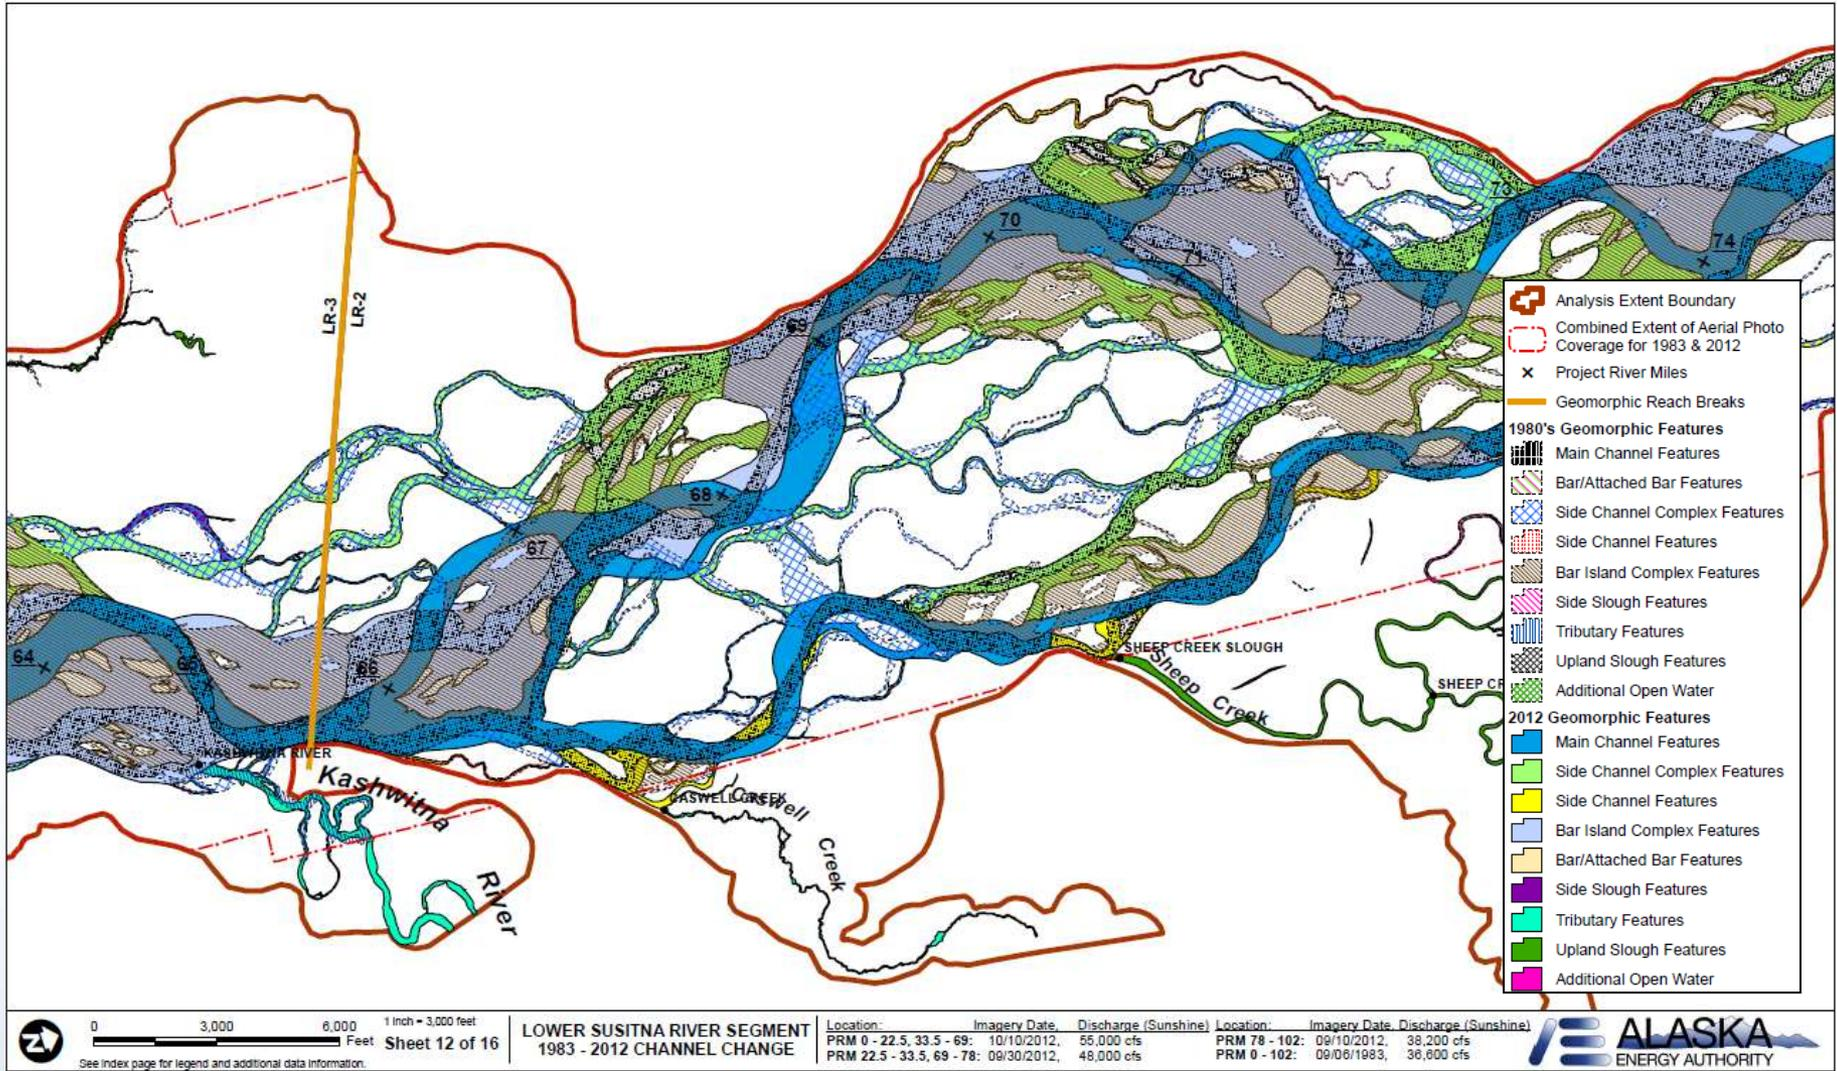 73
70
71
72
74
LR-3
LR-2
69
68
67
64
65
66
KASHWITNA RIVER
Kashwitna
River
CASWELL CREEK
Caswell
Creek
SHEEP CREEK SLOUGH
Sheep
Creek
SHEEP CR
Analysis Extent Boundary
Combined Extent of Aerial Photo
Coverage for 1983 & 2012
Project River Miles
Geomorphic Reach Breaks
1980's Geomorphic Features
Main Channel Features
Bar/Attached Bar Features
Side Channel Complex Features
Side Channel Features
Bar Island Complex Features
Side Slough Features
Tributary Features
Upland Slough Features
Additional Open Water
2012 Geomorphic Features
Main Channel Features
Side Channel Complex Features
Side Channel Features
Bar Island Complex Features
Bar/Attached Bar Features
Side Slough Features
Tributary Features
Upland Slough Features
Additional Open Water
Z
0 3,000 6,000
Feet
1 inch = 3,000 feet
Sheet 12 of 16
See Index page for legend and additional data information.
LOWER SUSITNA RIVER SEGMENT
1983 - 2012 CHANNEL CHANGE
Location: Imagery Date, Discharge (Sunshine)
PRM 0 - 22.5, 33.5 - 69: 10/10/2012, 55,000 cfs
PRM 22.5 - 33.5, 69 - 78: 09/30/2012, 48,000 cfs
Location: Imagery Date, Discharge (Sunshine)
PRM 78 - 102: 09/10/2012, 38,200 cfs
PRM 0 - 102: 09/06/1983, 36,600 cfs
ALASKA
ENERGY AUTHORITY